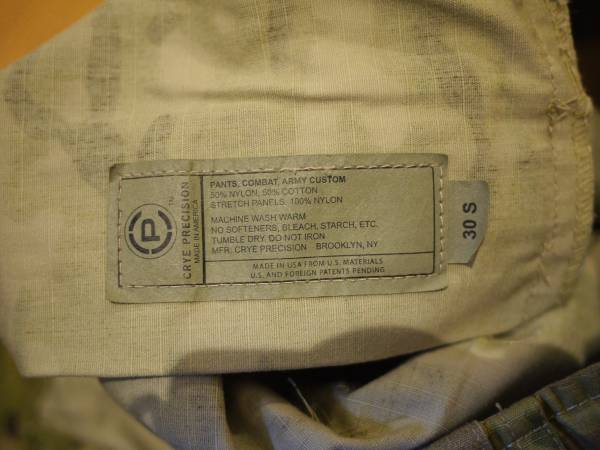 P
TM
CRYE PRECISION
MADE IN AMERICA
PANTS, COMBAT, ARMY CUSTOM
50% NYLON, 50% COTTON
STRETCH PANELS: 100% NYLON
MACHINE WASH WARM
NO SOFTENERS, BLEACH, STARCH, ETC.
TUMBLE DRY. DO NOT IRON
MFR. CRYE PRECISION BROOKLYN, NY
MADE IN USA FROM U.S. MATERIALS
U.S. AND FOREIGN PATENTS PENDING
30 S